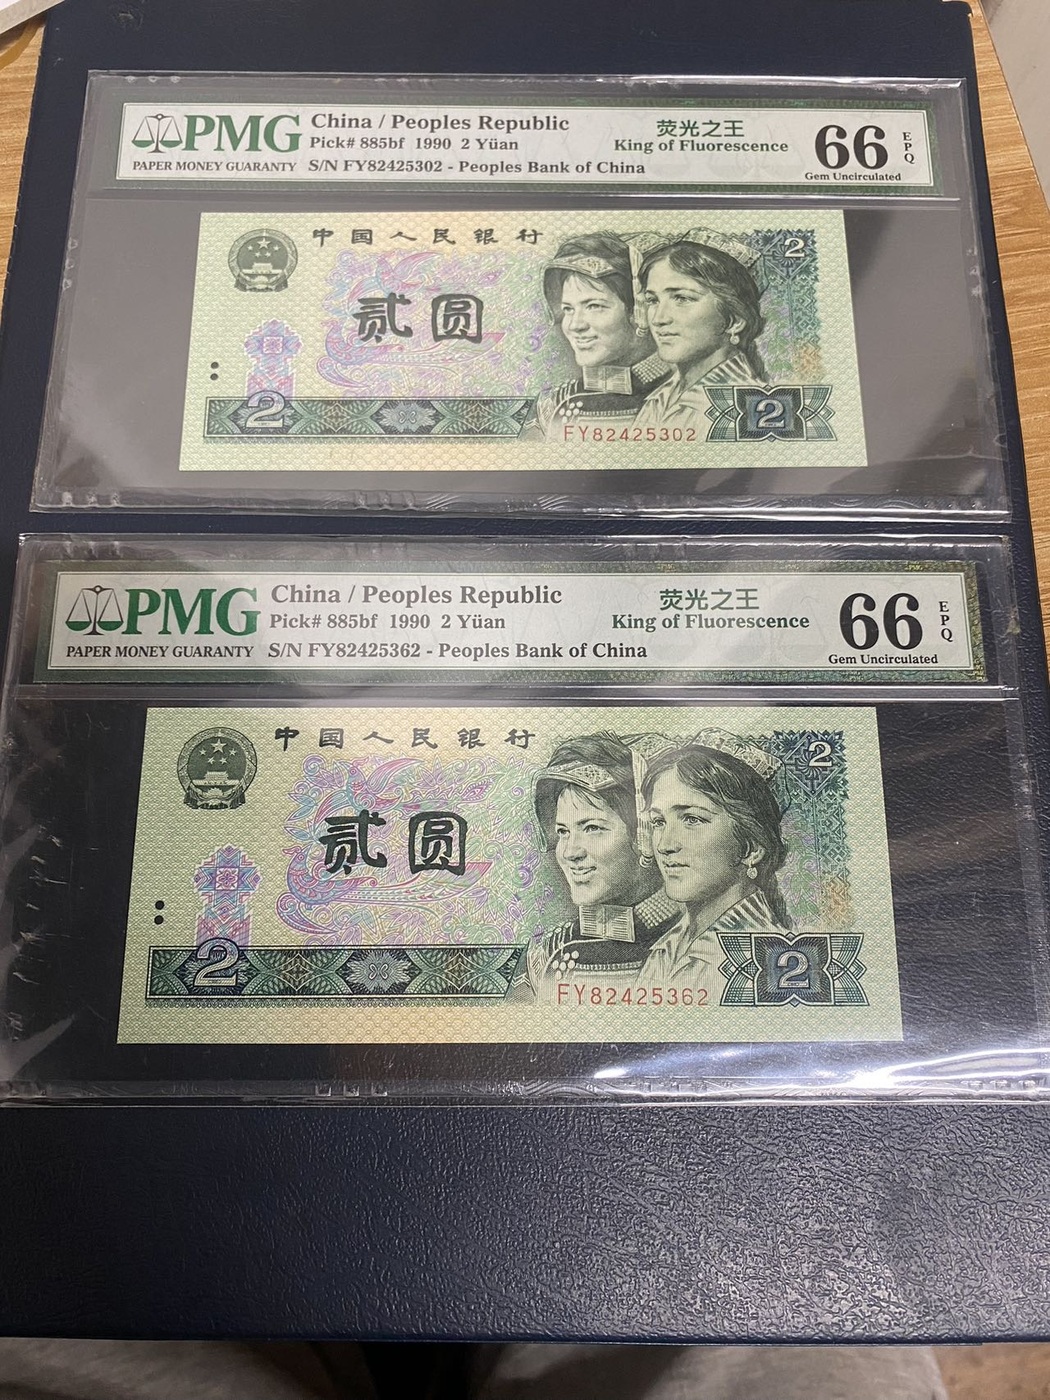 PMG
PAPER MONEY GUARANTY
China / Peoples Republic
Pick# 885bf 1990 2 Yüan
S/N FY82425302 - Peoples Bank of China
荧光之王
King of Fluorescence
66
EPQ
Gem Uncirculated
中国人民银行
2
贰圆
2
FY82425302
2
PMG
PAPER MONEY GUARANTY
China / Peoples Republic
Pick# 885bf 1990 2 Yüan
S/N FY82425362 - Peoples Bank of China
荧光之王
King of Fluorescence
66
EPQ
Gem Uncirculated
中国人民银行
2
贰圆
2
FY82425362
2